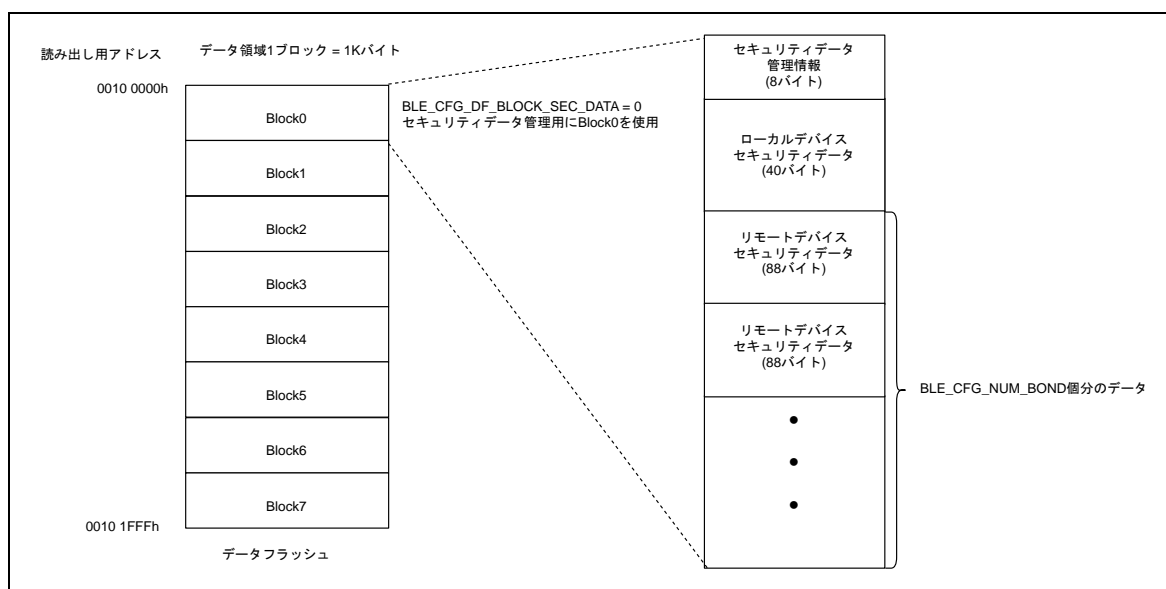 読み出し用アドレス
データ領域1ブロック = 1Kバイト
0010 0000h
Block0
Block1
Block2
Block3
Block4
Block5
Block6
Block7
0010 1FFFh
データフラッシュ
BLE_CFG_DF_BLOCK_SEC_DATA = 0
セキュリティデータ管理用にBlock0を使用
セキュリティデータ
管理情報
(8バイト)
ローカルデバイス
セキュリティデータ
(40バイト)
リモートデバイス
セキュリティデータ
(88バイト)
リモートデバイス
セキュリティデータ
(88バイト)
BLE_CFG_NUM_BOND個分のデータ